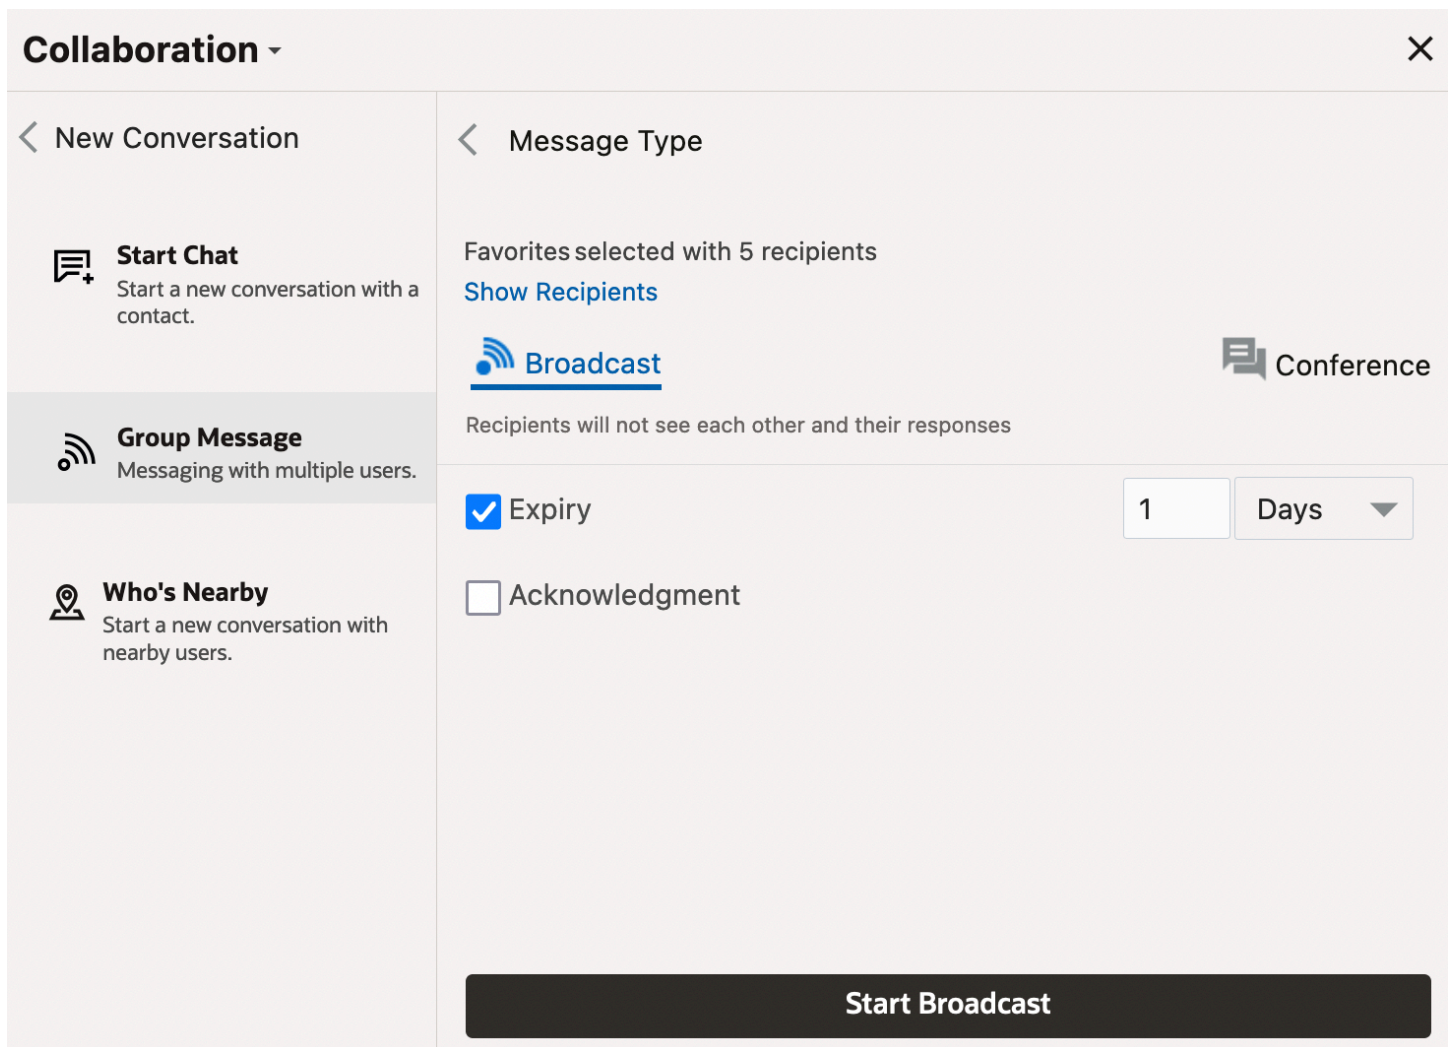 Collaboration
New Conversation
Start Chat
Start a new conversation with a
contact.
Group Message
Messaging with multiple users.
Who's Nearby
Start a new conversation with
nearby users.
Message Type
Favorites selected with 5 recipients
Show Recipients
Broadcast
Conference
Recipients will not see each other and their responses
Expiry
1
Days
Acknowledgment
Start Broadcast